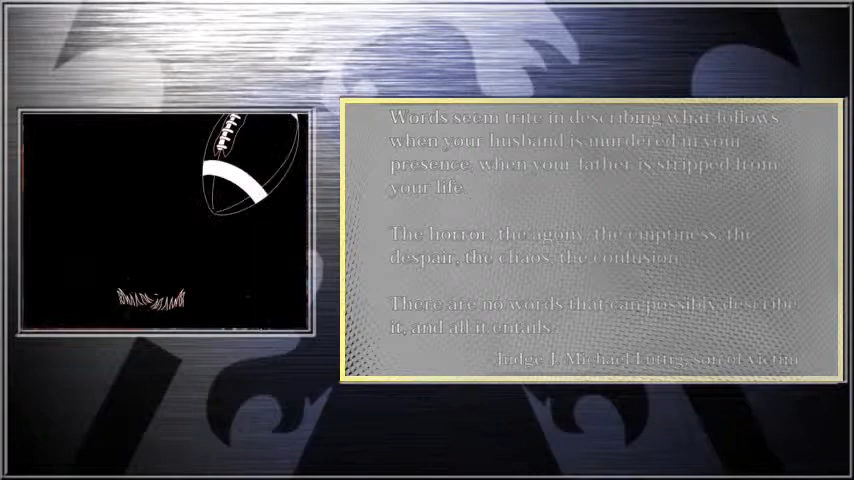 Words seem trite in describing what follows
when your husband is murdered in your
presence, when your father is stripped from
your life.
The horror, the agony, the emptiness, the
despair, the chaos, the confusion.
There are no words that can possibly describe
it, and all it entails.
-Judge J. Michael Luttig, son of victim